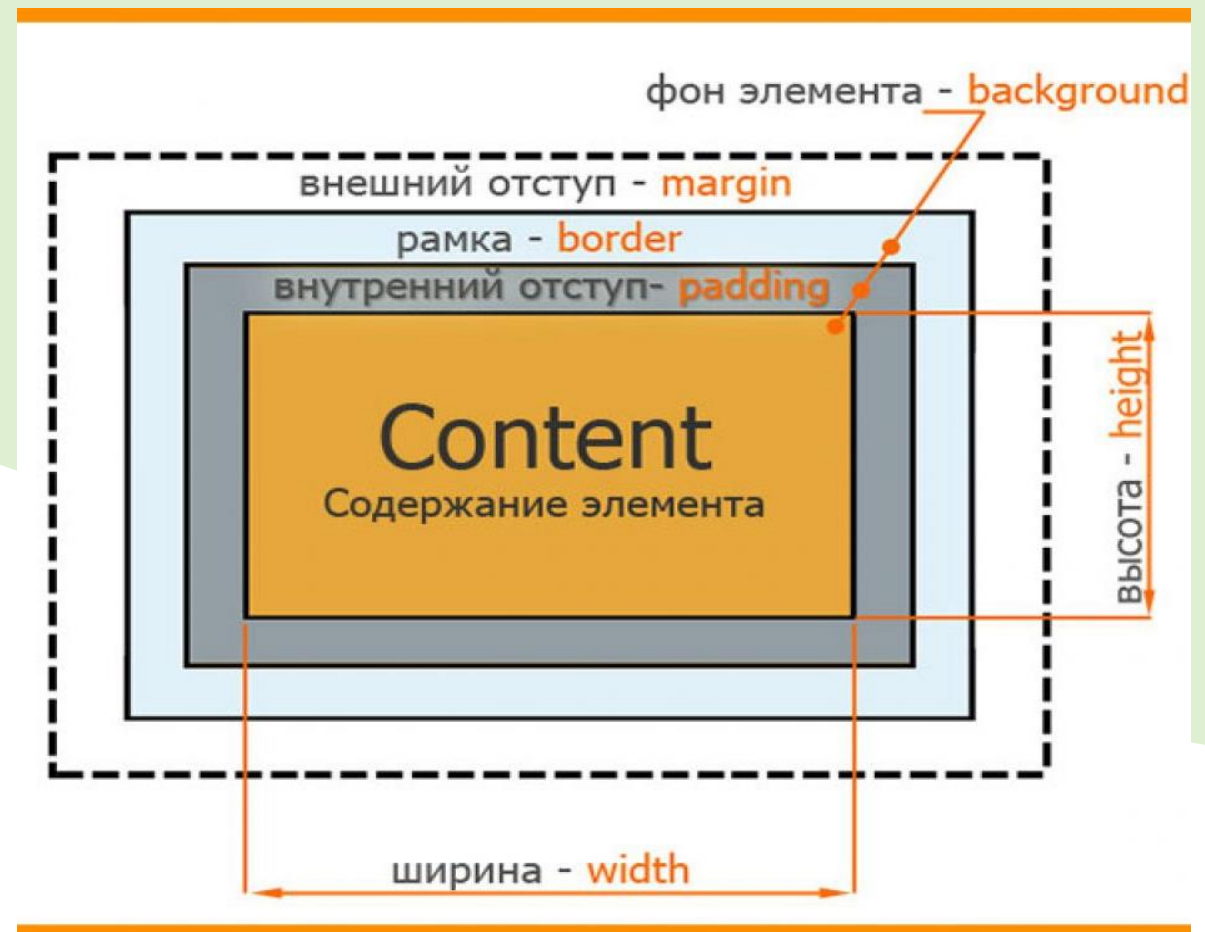 фон элемента - background
внешний отступ - margin
рамка - border
внутренний отступ- padding
Content
Содержание элемента
высота - height
ширина - width